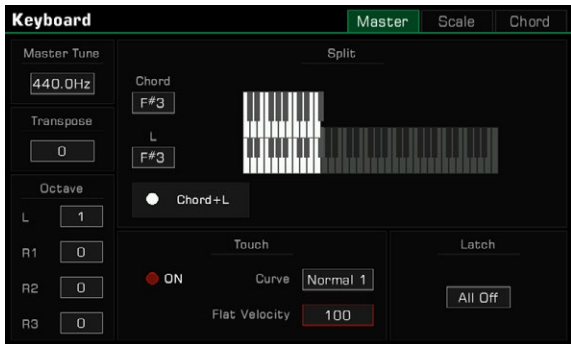 Keyboard
Master Scale Chord
Master Tune
440.0Hz
Transpose
0
Octave
L 1
R1 0
R2 0
R3 0
Split
Chord
F#3
L
F#3
Chord+L
Touch
ON
Curve Normal 1
Flat Velocity 100
Latch
All Off